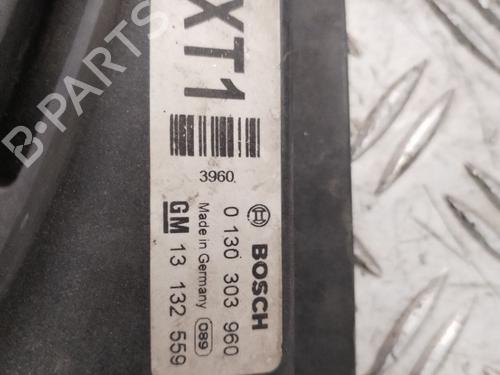 XT1
3960.
BOSCH
0 130 303 960
Made in Germany 089
GM 13 132 559
B-PARTS